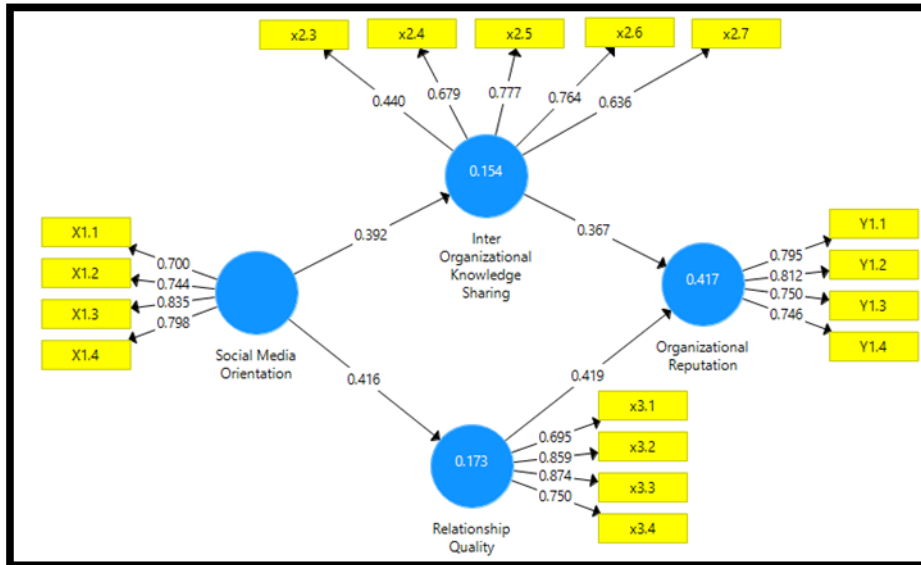 x2.3 x2.4 x2.5 x2.6 x2.7
0.440 0.679 0.777 0.764 0.636
0.154
Inter
Organizational
Knowledge
Sharing
0.392
0.367
X1.1
X1.2
X1.3
X1.4
0.700
0.744
0.835
0.798
Social Media
Orientation
0.417
Organizational
Reputation
0.795
0.812
0.750
0.746
Y1.1
Y1.2
Y1.3
Y1.4
0.416
0.419
0.173
Relationship
Quality
0.695
0.859
0.874
0.750
x3.1
x3.2
x3.3
x3.4